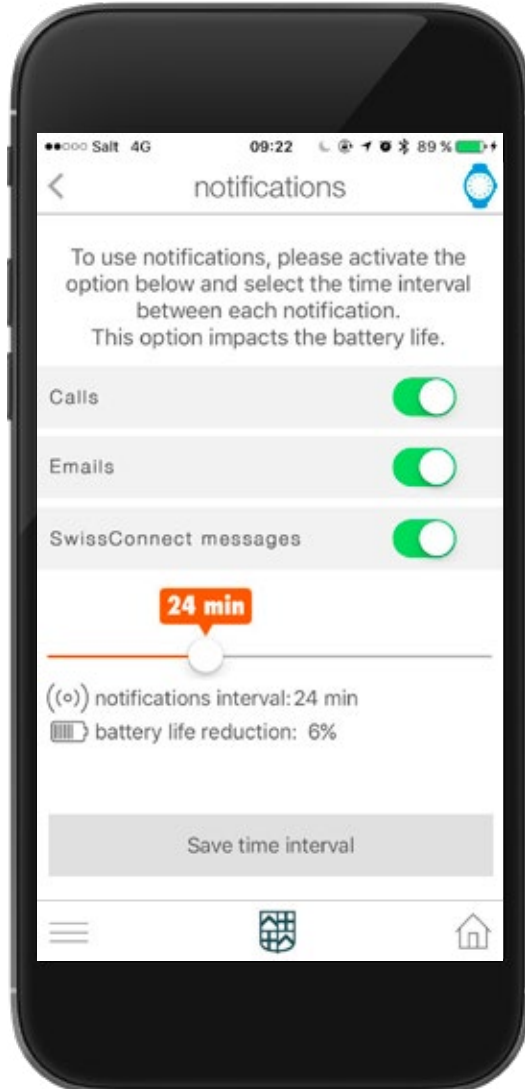 Salt 4G 09:22 89 %
notifications
To use notifications, please activate the
option below and select the time interval
between each notification.
This option impacts the battery life.
Calls
Emails
SwissConnect messages
24 min
notifications interval: 24 min
battery life reduction: 6%
Save time interval